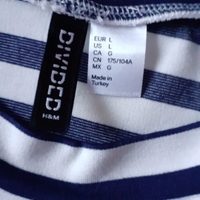 DIVIDED
H&M
EUR L
US L
CA G
CN 175/104A
MX G
Made in
Turkey